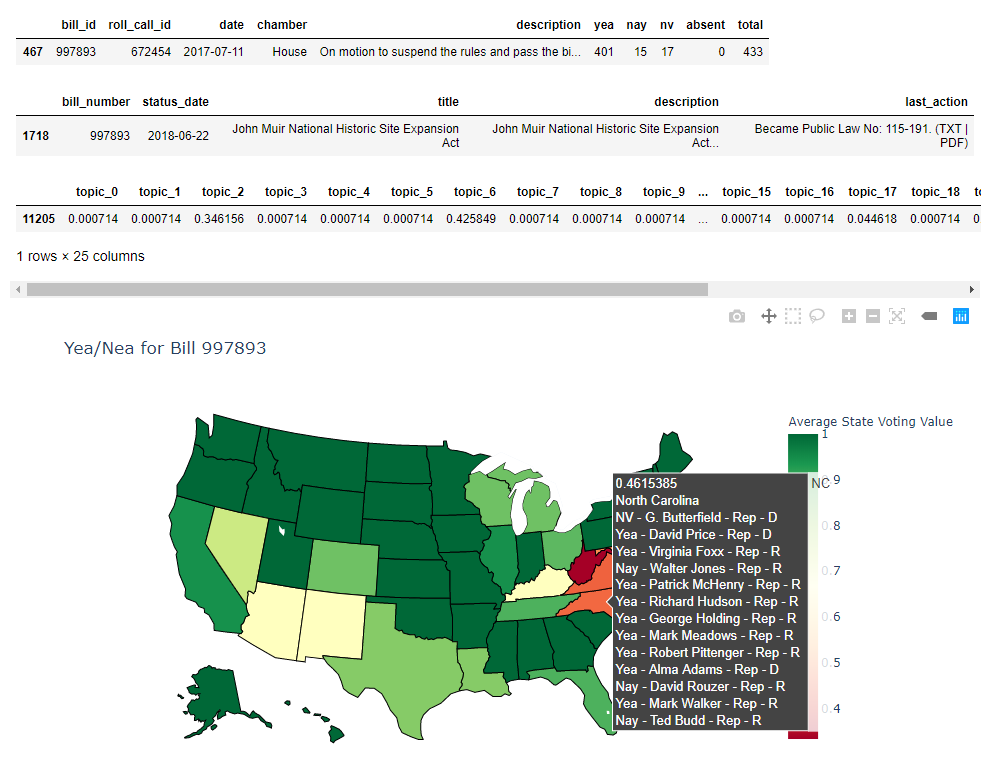 bill_id roll_call_id date chamber description yea nay nv absent total
467 997893 672454 2017-07-11 House On motion to suspend the rules and pass the bi... 401 15 17 0 433
bill_number status_date title description last_action
1718 997893 2018-06-22 John Muir National Historic Site Expansion Act John Muir National Historic Site Expansion Act... Became Public Law No: 115-191. (TXT | PDF)
topic_0 topic_1 topic_2 topic_3 topic_4 topic_5 topic_6 topic_7 topic_8 topic_9 ... topic_15 topic_16 topic_17 topic_18
11205 0.000714 0.000714 0.346156 0.000714 0.000714 0.000714 0.425849 0.000714 0.000714 0.000714 ... 0.000714 0.000714 0.044618 0.000714 0.
1 rows × 25 columns
Yea/Nea for Bill 997893
Average State Voting Value
1
0.4615385
NC
9
North Carolina
NV - G. Butterfield - Rep - D
0.8
Yea - David Price - Rep - D
Yea - Virginia Foxx - Rep - R
Nay - Walter Jones - Rep - R
0.7
Yea - Patrick McHenry - Rep - R
Yea - Richard Hudson - Rep - R
Yea - George Holding - Rep - R
0.6
Yea - Mark Meadows - Rep - R
Yea - Robert Pittenger - Rep - R
0.5
Yea - Alma Adams - Rep - D
Nay - David Rouzer - Rep - R
Yea - Mark Walker - Rep - R
0.4
Nay - Ted Budd - Rep - R